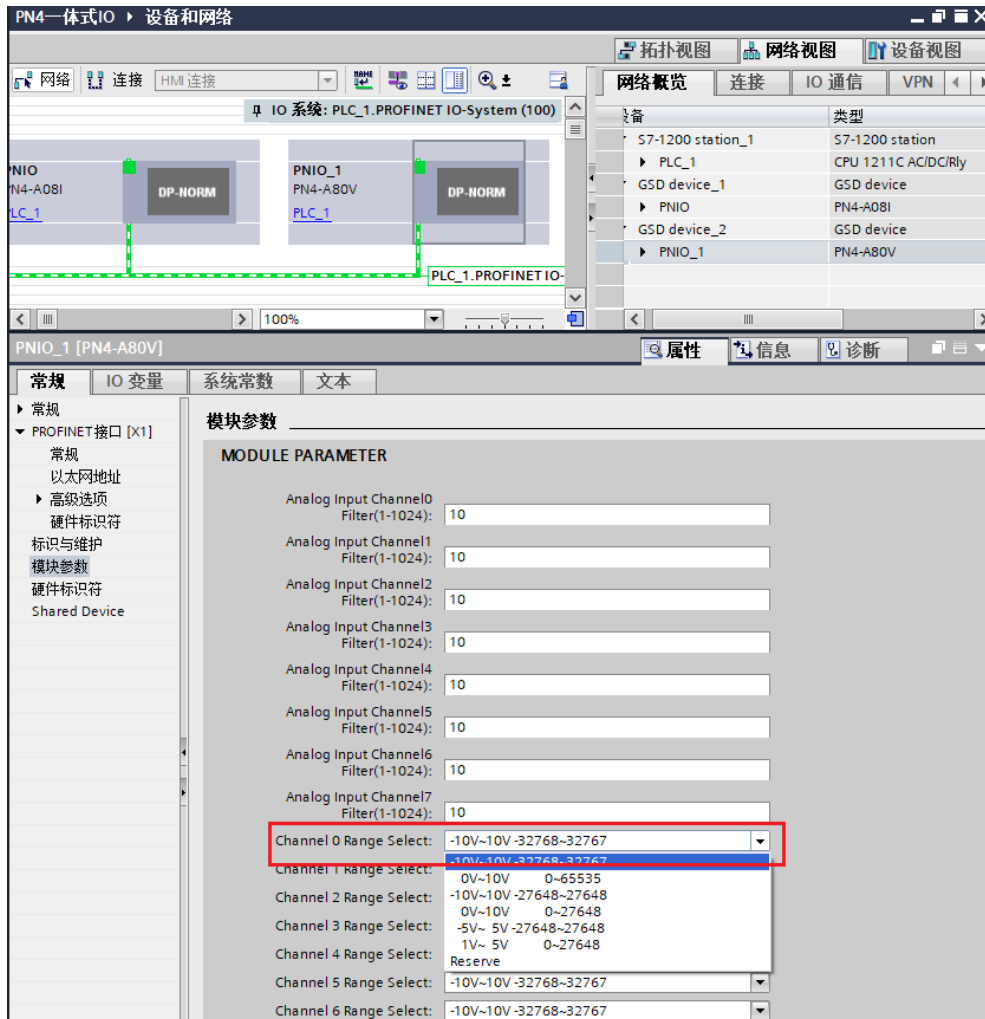 PN4一体式IO ▸ 设备和网络
拓扑视图 网络视图 设备视图
网络 连接 HMI 连接
网络概览 连接 IO 通信 VPN
IO 系统: PLC_1.PROFINET IO-System (100)
设备 类型
S7-1200 station_1 S7-1200 station
PLC_1 CPU 1211C AC/DC/Rly
GSD device_1 GSD device
PNIO PN4-A08I
GSD device_2 GSD device
PNIO_1 PN4-A80V
PNIO
PN4-A08I
PLC_1
DP-NORM
PNIO_1
PN4-A80V
PLC_1
DP-NORM
PLC_1.PROFINET IO-
100%
PNIO_1 [PN4-A80V]
属性 信息 诊断
常规 IO 变量 系统常数 文本
常规
PROFINET接口 [X1]
常规
以太网地址
高级选项
硬件标识符
标识与维护
模块参数
硬件标识符
Shared Device
模块参数
MODULE PARAMETER
Analog Input Channel0
Filter(1-1024): 10
Analog Input Channel1
Filter(1-1024): 10
Analog Input Channel2
Filter(1-1024): 10
Analog Input Channel3
Filter(1-1024): 10
Analog Input Channel4
Filter(1-1024): 10
Analog Input Channel5
Filter(1-1024): 10
Analog Input Channel6
Filter(1-1024): 10
Analog Input Channel7
Filter(1-1024): 10
Channel 0 Range Select: -10V~10V -32768~32767
-10V~10V -32768~32767
Channel 1 Range Select:
0V~10V 0~65535
Channel 2 Range Select:
-10V~10V -27648~27648
0V~10V 0~27648
Channel 3 Range Select:
-5V~ 5V -27648~27648
1V~ 5V 0~27648
Channel 4 Range Select:
Reserve
Channel 5 Range Select: -10V~10V -32768~32767
Channel 6 Range Select: -10V~10V -32768~32767